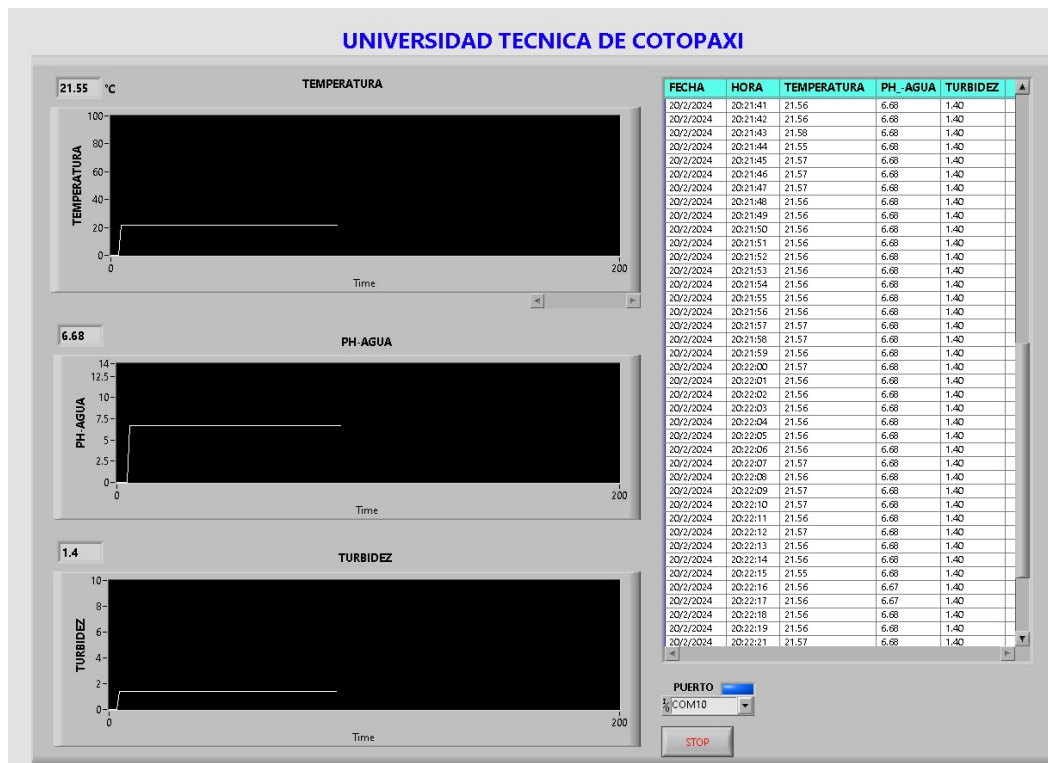 UNIVERSIDAD TECNICA DE COTOPAXI
21.55 °C
TEMPERATURA
TEMPERATURA
100
80
60
40
20
0
0 200
Time
6.68
PH-AGUA
PH-AGUA
14
12.5
10
7.5
5
2.5
0
0 200
Time
1.4
TURBIDEZ
TURBIDEZ
10
8
6
4
2
0
0 200
Time
FECHA HORA TEMPERATURA PH_-AGUA TURBIDEZ
20/2/2024 20:21:41 21.56 6.68 1.40
20/2/2024 20:21:42 21.56 6.68 1.40
20/2/2024 20:21:43 21.58 6.68 1.40
20/2/2024 20:21:44 21.55 6.68 1.40
20/2/2024 20:21:45 21.57 6.68 1.40
20/2/2024 20:21:46 21.57 6.68 1.40
20/2/2024 20:21:47 21.57 6.68 1.40
20/2/2024 20:21:48 21.56 6.68 1.40
20/2/2024 20:21:49 21.56 6.68 1.40
20/2/2024 20:21:50 21.56 6.68 1.40
20/2/2024 20:21:51 21.56 6.68 1.40
20/2/2024 20:21:52 21.56 6.68 1.40
20/2/2024 20:21:53 21.56 6.68 1.40
20/2/2024 20:21:54 21.56 6.68 1.40
20/2/2024 20:21:55 21.56 6.68 1.40
20/2/2024 20:21:56 21.56 6.68 1.40
20/2/2024 20:21:57 21.57 6.68 1.40
20/2/2024 20:21:58 21.57 6.68 1.40
20/2/2024 20:21:59 21.56 6.68 1.40
20/2/2024 20:22:00 21.57 6.68 1.40
20/2/2024 20:22:01 21.56 6.68 1.40
20/2/2024 20:22:02 21.56 6.68 1.40
20/2/2024 20:22:03 21.56 6.68 1.40
20/2/2024 20:22:04 21.56 6.68 1.40
20/2/2024 20:22:05 21.56 6.68 1.40
20/2/2024 20:22:06 21.56 6.68 1.40
20/2/2024 20:22:07 21.57 6.68 1.40
20/2/2024 20:22:08 21.56 6.68 1.40
20/2/2024 20:22:09 21.57 6.68 1.40
20/2/2024 20:22:10 21.57 6.68 1.40
20/2/2024 20:22:11 21.56 6.68 1.40
20/2/2024 20:22:12 21.57 6.68 1.40
20/2/2024 20:22:13 21.56 6.68 1.40
20/2/2024 20:22:14 21.56 6.68 1.40
20/2/2024 20:22:15 21.55 6.68 1.40
20/2/2024 20:22:16 21.56 6.67 1.40
20/2/2024 20:22:17 21.56 6.67 1.40
20/2/2024 20:22:18 21.56 6.68 1.40
20/2/2024 20:22:19 21.56 6.68 1.40
20/2/2024 20:22:21 21.57 6.68 1.40
PUERTO
COM10
STOP